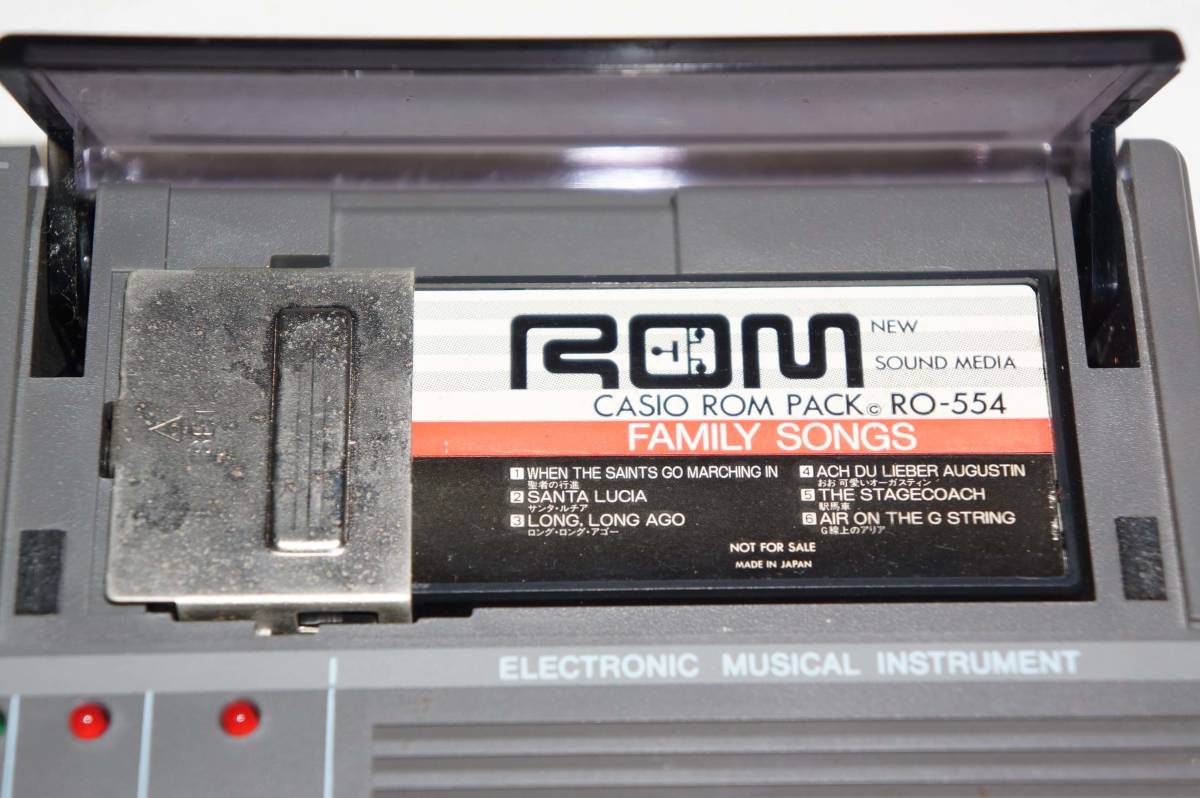 ROM
NEW
SOUND MEDIA
CASIO ROM PACK © RO-554
FAMILY SONGS
1 WHEN THE SAINTS GO MARCHING IN
聖者の行進
2 SANTA LUCIA
サンタ・ルチア
3 LONG, LONG AGO
ロング・ロング・アゴー
4 ACH DU LIEBER AUGUSTIN
おお可愛いオーガスティン
5 THE STAGECOACH
駅馬車
6 AIR ON THE G STRING
G線上のアリア
NOT FOR SALE
MADE IN JAPAN
ELECTRONIC MUSICAL INSTRUMENT